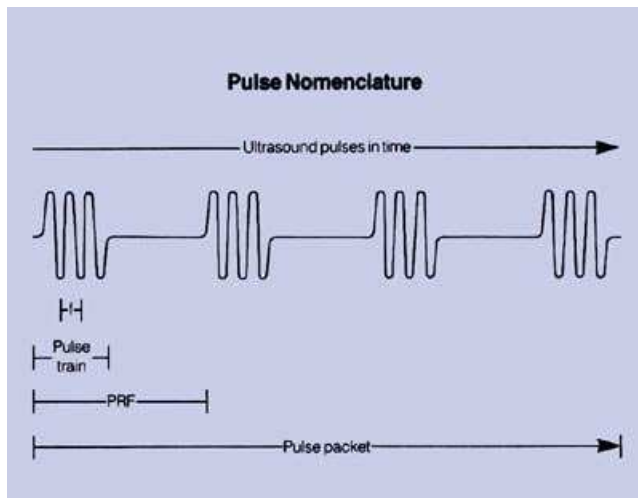 Pulse Nomenclature
Ultrasound pulses in time
f
Pulse
train
PRF
Pulse packet